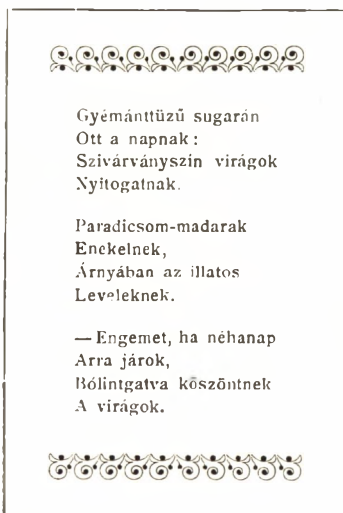 Gyémánttüzű sugarán
Ott a napnak:
Szivárványszin virágok
Nyitogatnak.
Paradicsom-madarak
Énekelnek,
Árnyában az illatos
Leveleknek.
— Engemet, ha néhanap
Arra járok,
Bólintgatva köszöntnek
A virágok.